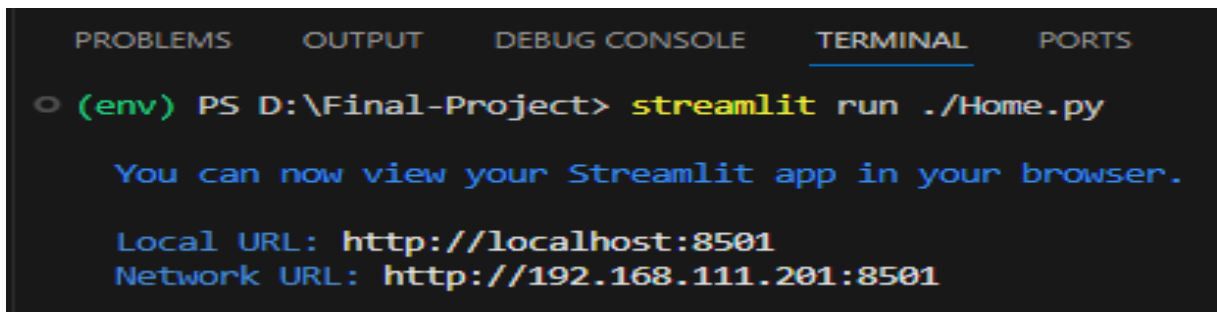 PROBLEMS OUTPUT DEBUG CONSOLE TERMINAL PORTS
(env) PS D:\Final-Project> streamlit run ./Home.py
You can now view your Streamlit app in your browser.
Local URL: http://localhost:8501
Network URL: http://192.168.111.201:8501